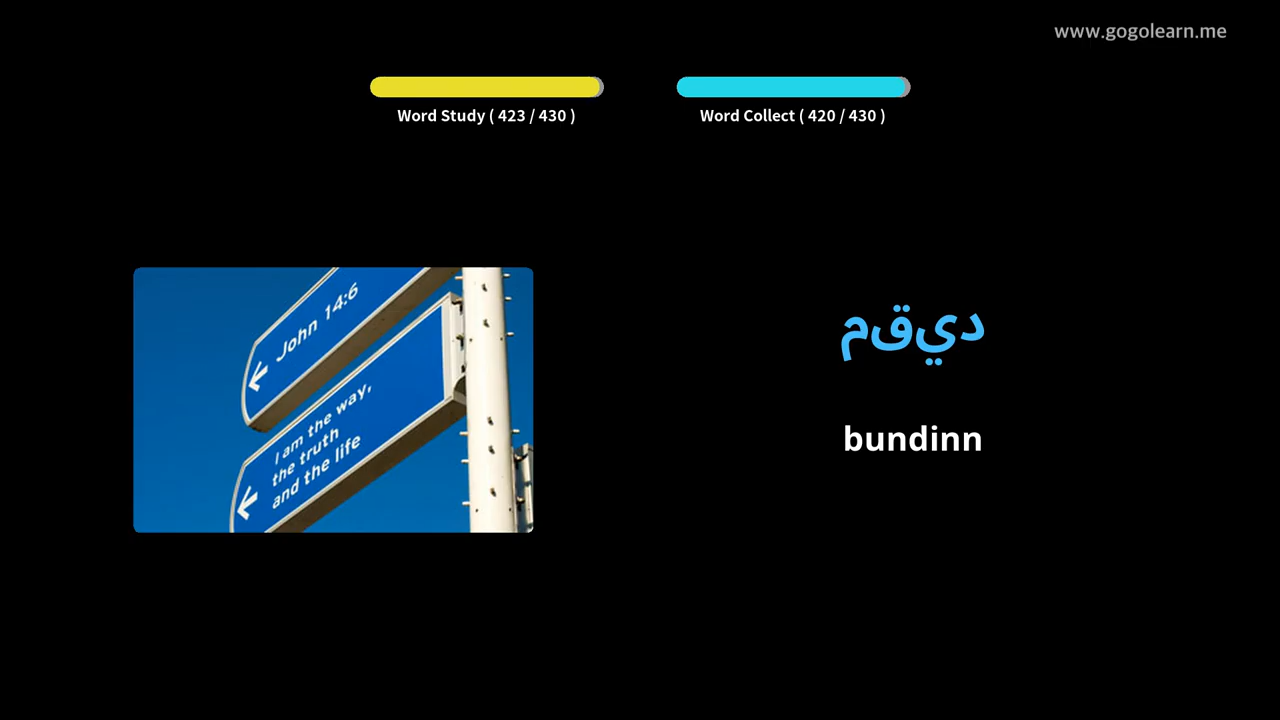 www.gogolearn.me
Word Study ( 423 / 430 )
Word Collect ( 420 / 430 )
John 14:6
I am the way,
the truth
and the life
ديقم
bundinn